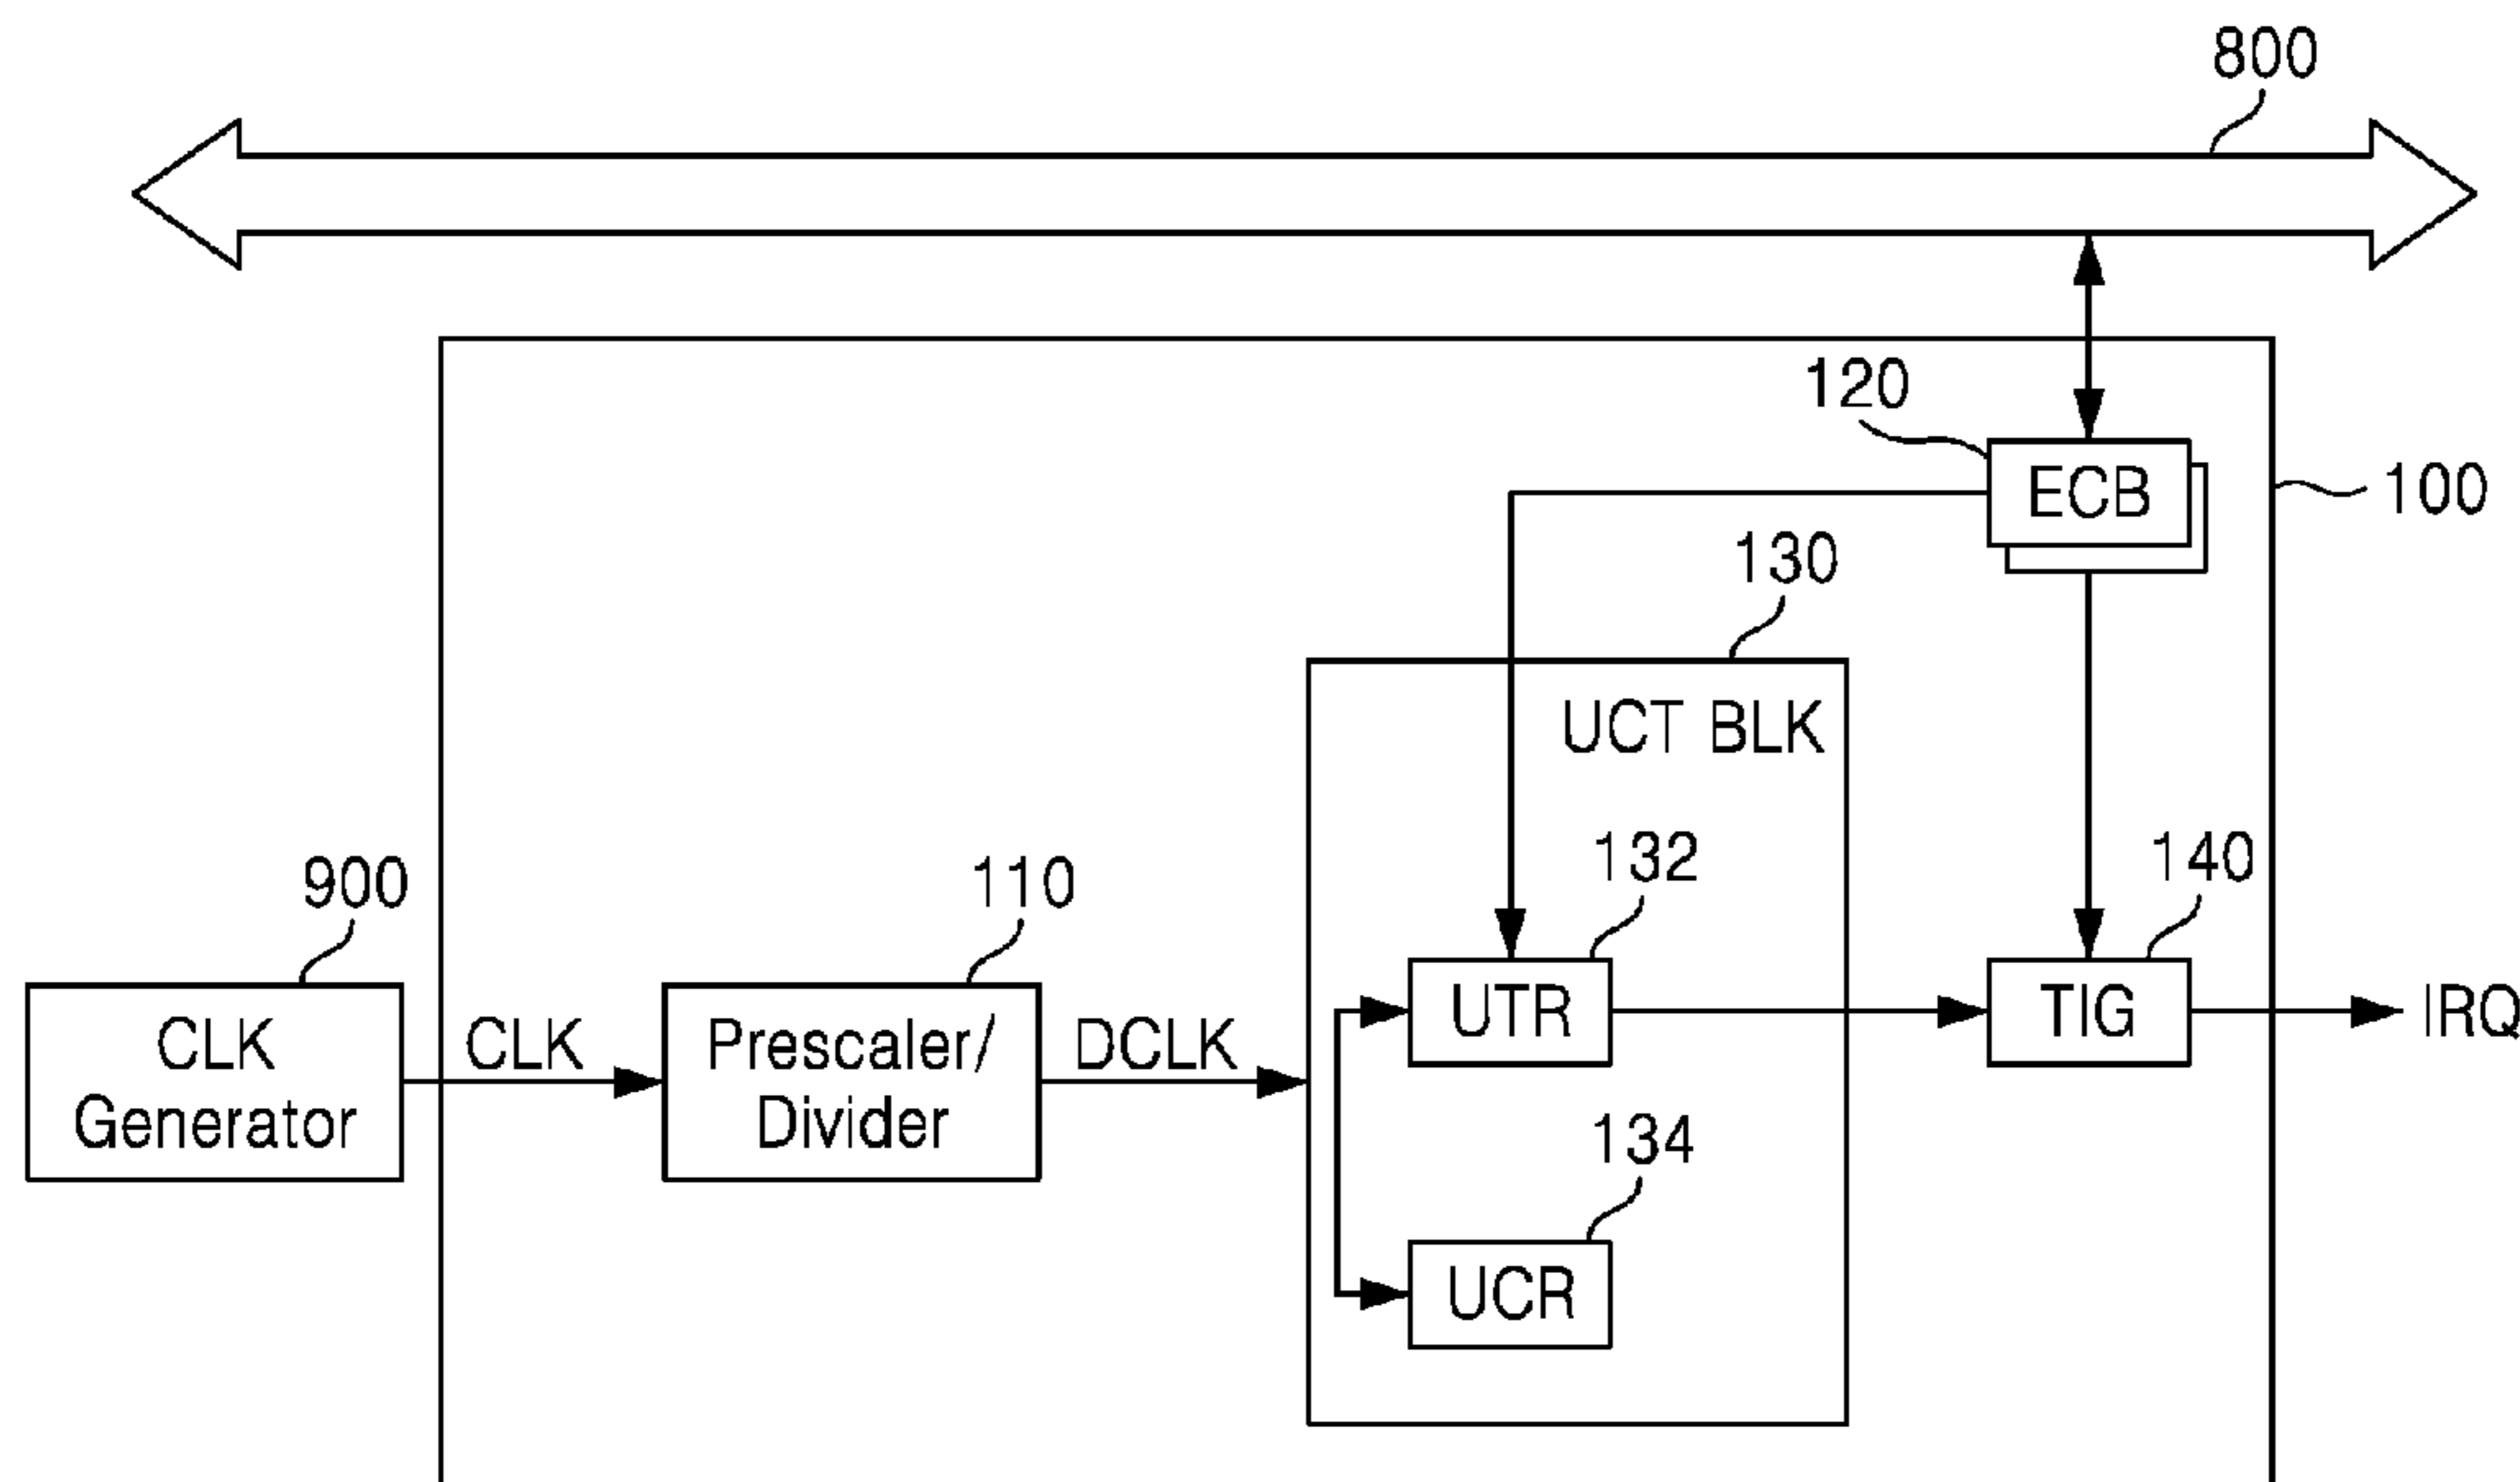 800
120
ECB
100
130
UCT BLK
132
140
900
110
UTR
TIG
IRQ
CLK
Generator
CLK
Prescaler/
Divider
DCLK
134
UCR